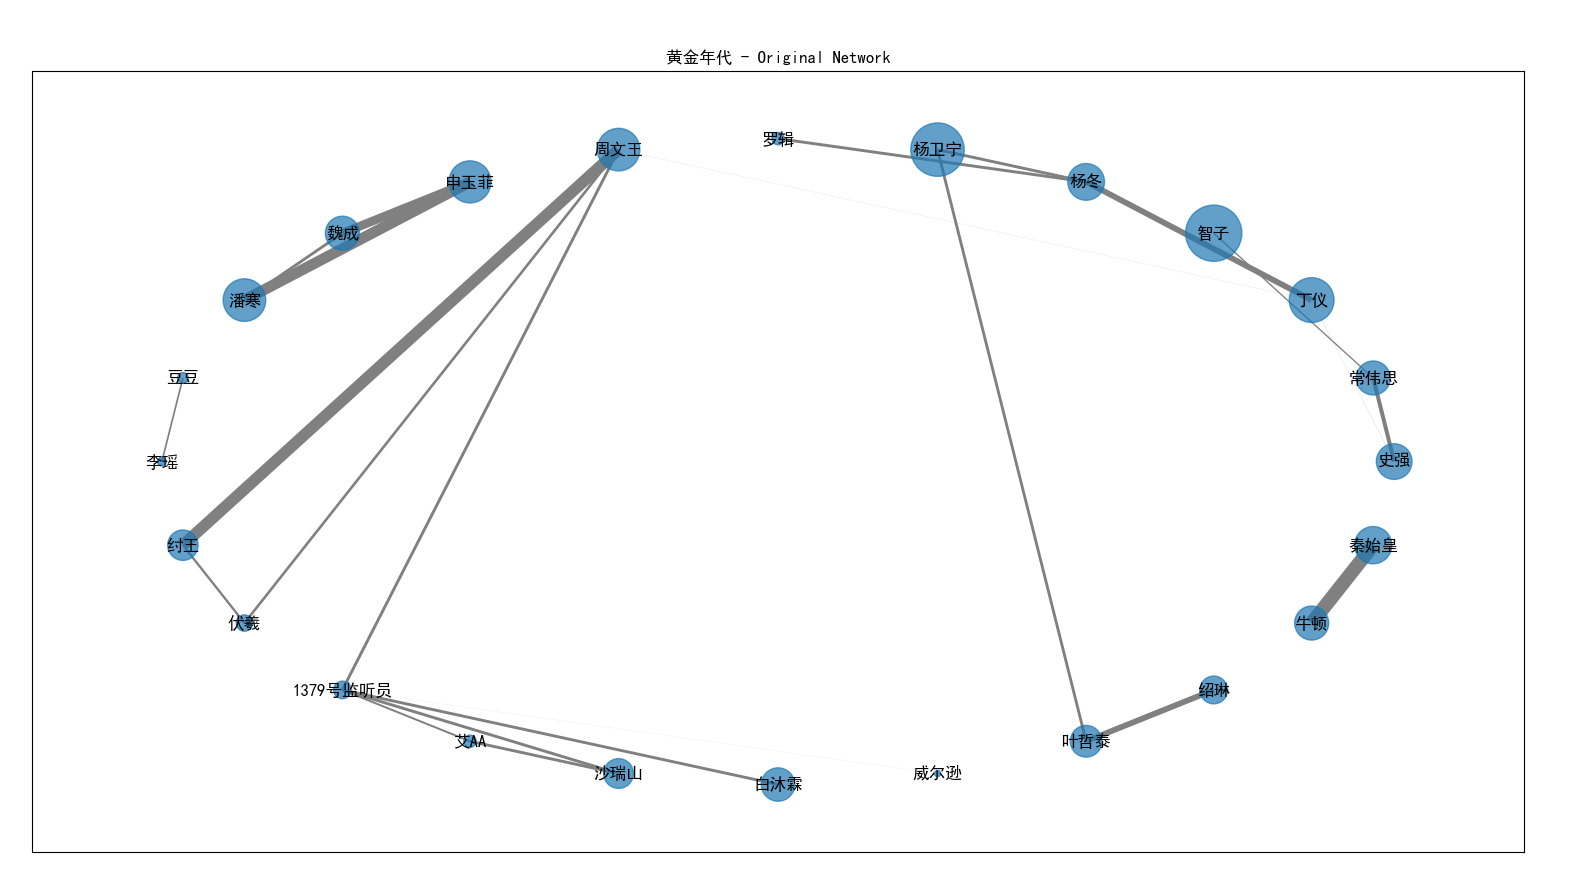 黄金年代 - Original Network
罗辑
周文王
杨卫宁
申玉菲
杨冬
魏成
智子
潘寒
丁仪
豆豆
常伟思
李瑶
史强
纣王
秦始皇
伏羲
牛顿
1379号监听员
绍琳
艾AA
叶哲泰
沙瑞山
威尔逊
白沐霖